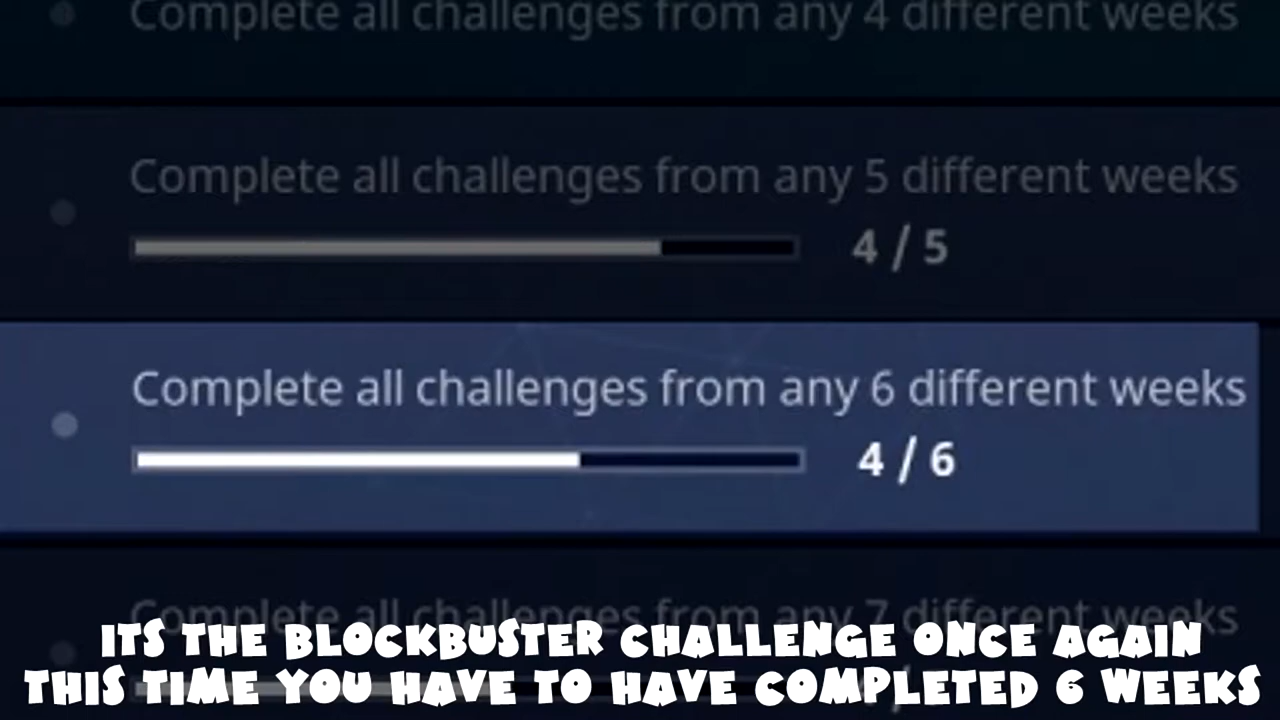 Complete all challenges from any 4 different weeks
Complete all challenges from any 5 different weeks
4 / 5
Complete all challenges from any 6 different weeks
4 / 6
Complete all challenges from any 7 different weeks
ITS THE BLOCKBUSTER CHALLENGE ONCE AGAIN
THIS TIME YOU HAVE TO HAVE COMPLETED 6 WEEKS